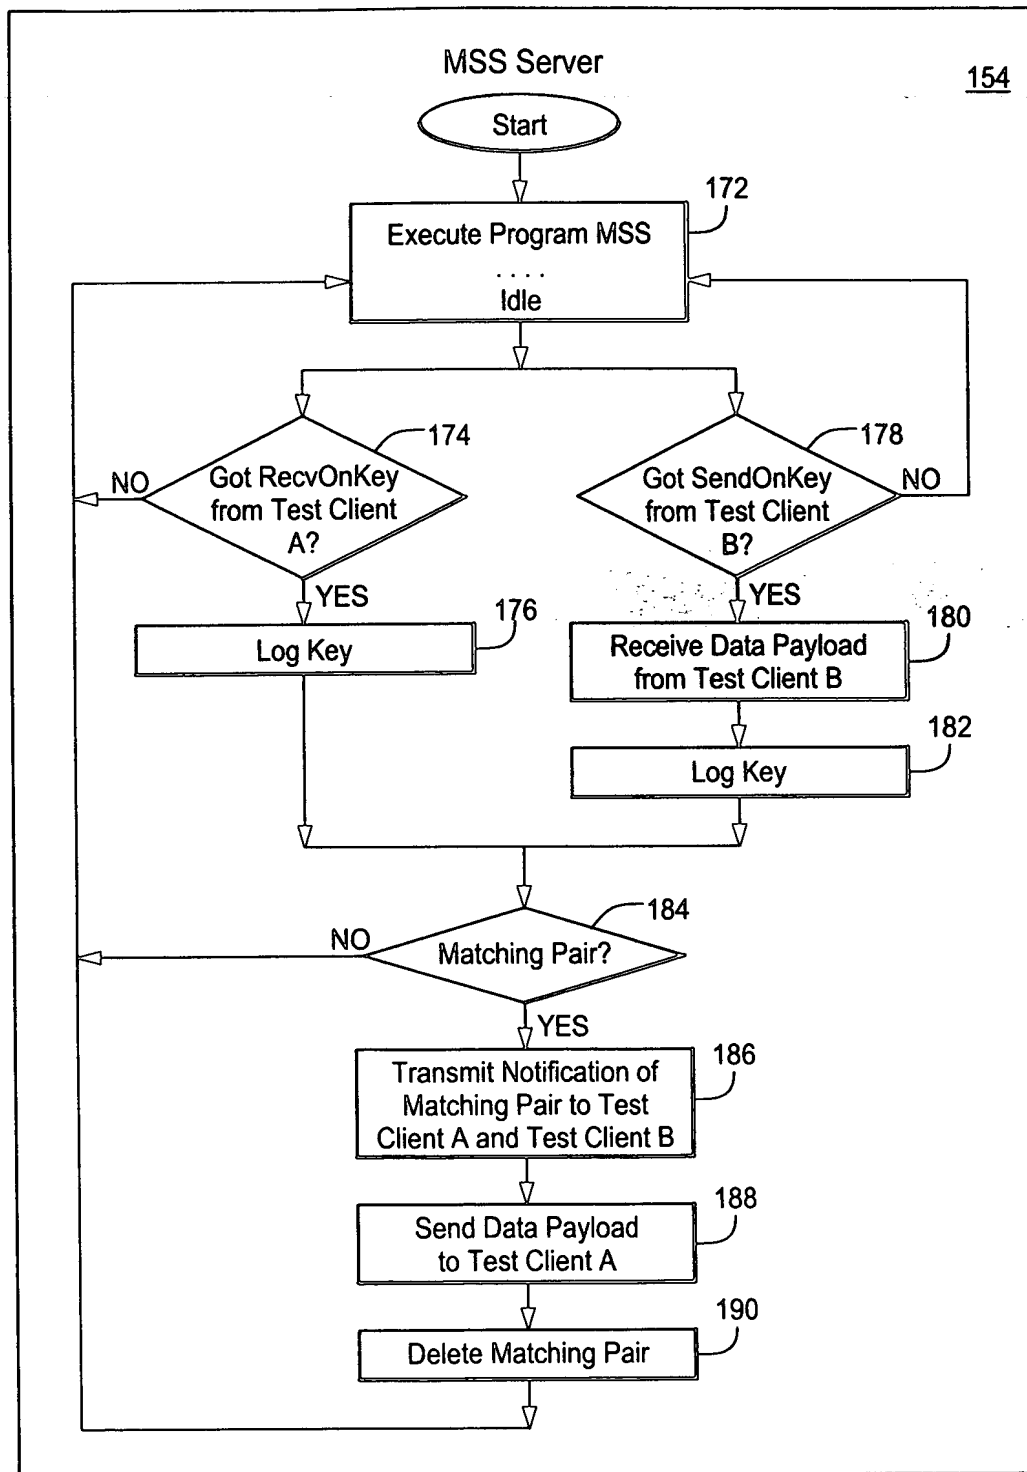 MSS Server
154
Start
172
Execute Program MSS
. . . .
Idle
174
Got RecvOnKey
from Test Client
A?
NO
YES
178
Got SendOnKey
from Test Client
B?
NO
YES
176
Log Key
180
Receive Data Payload
from Test Client B
182
Log Key
184
Matching Pair?
NO
YES
186
Transmit Notification of
Matching Pair to Test
Client A and Test Client B
188
Send Data Payload
to Test Client A
190
Delete Matching Pair